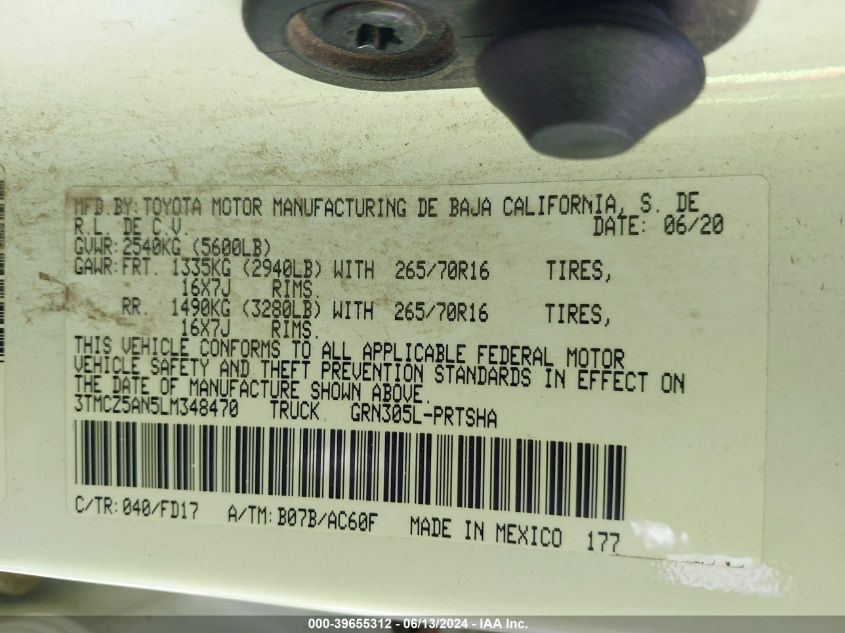 MFD.BY:TOYOTA MOTOR MANUFACTURING DE BAJA CALIFORNIA, S. DE
R.L. DE C.V. DATE: 06/20
GVWR:2540KG (5600LB)
GAWR:FRT. 1335KG (2940LB) WITH 265/70R16 TIRES,
16X7J RIMS.
RR. 1490KG (3280LB) WITH 265/70R16 TIRES,
16X7J RIMS.
THIS VEHICLE CONFORMS TO ALL APPLICABLE FEDERAL MOTOR
VEHICLE SAFETY AND THEFT PREVENTION STANDARDS IN EFFECT ON
THE DATE OF MANUFACTURE SHOWN ABOVE.
3TMCZ5AN5LM348470 TRUCK GRN305L-PRTSHA
C/TR:040/FD17 A/TM:B07B/AC60F MADE IN MEXICO 177
000-39655312 - 06/13/2024 - IAA Inc.